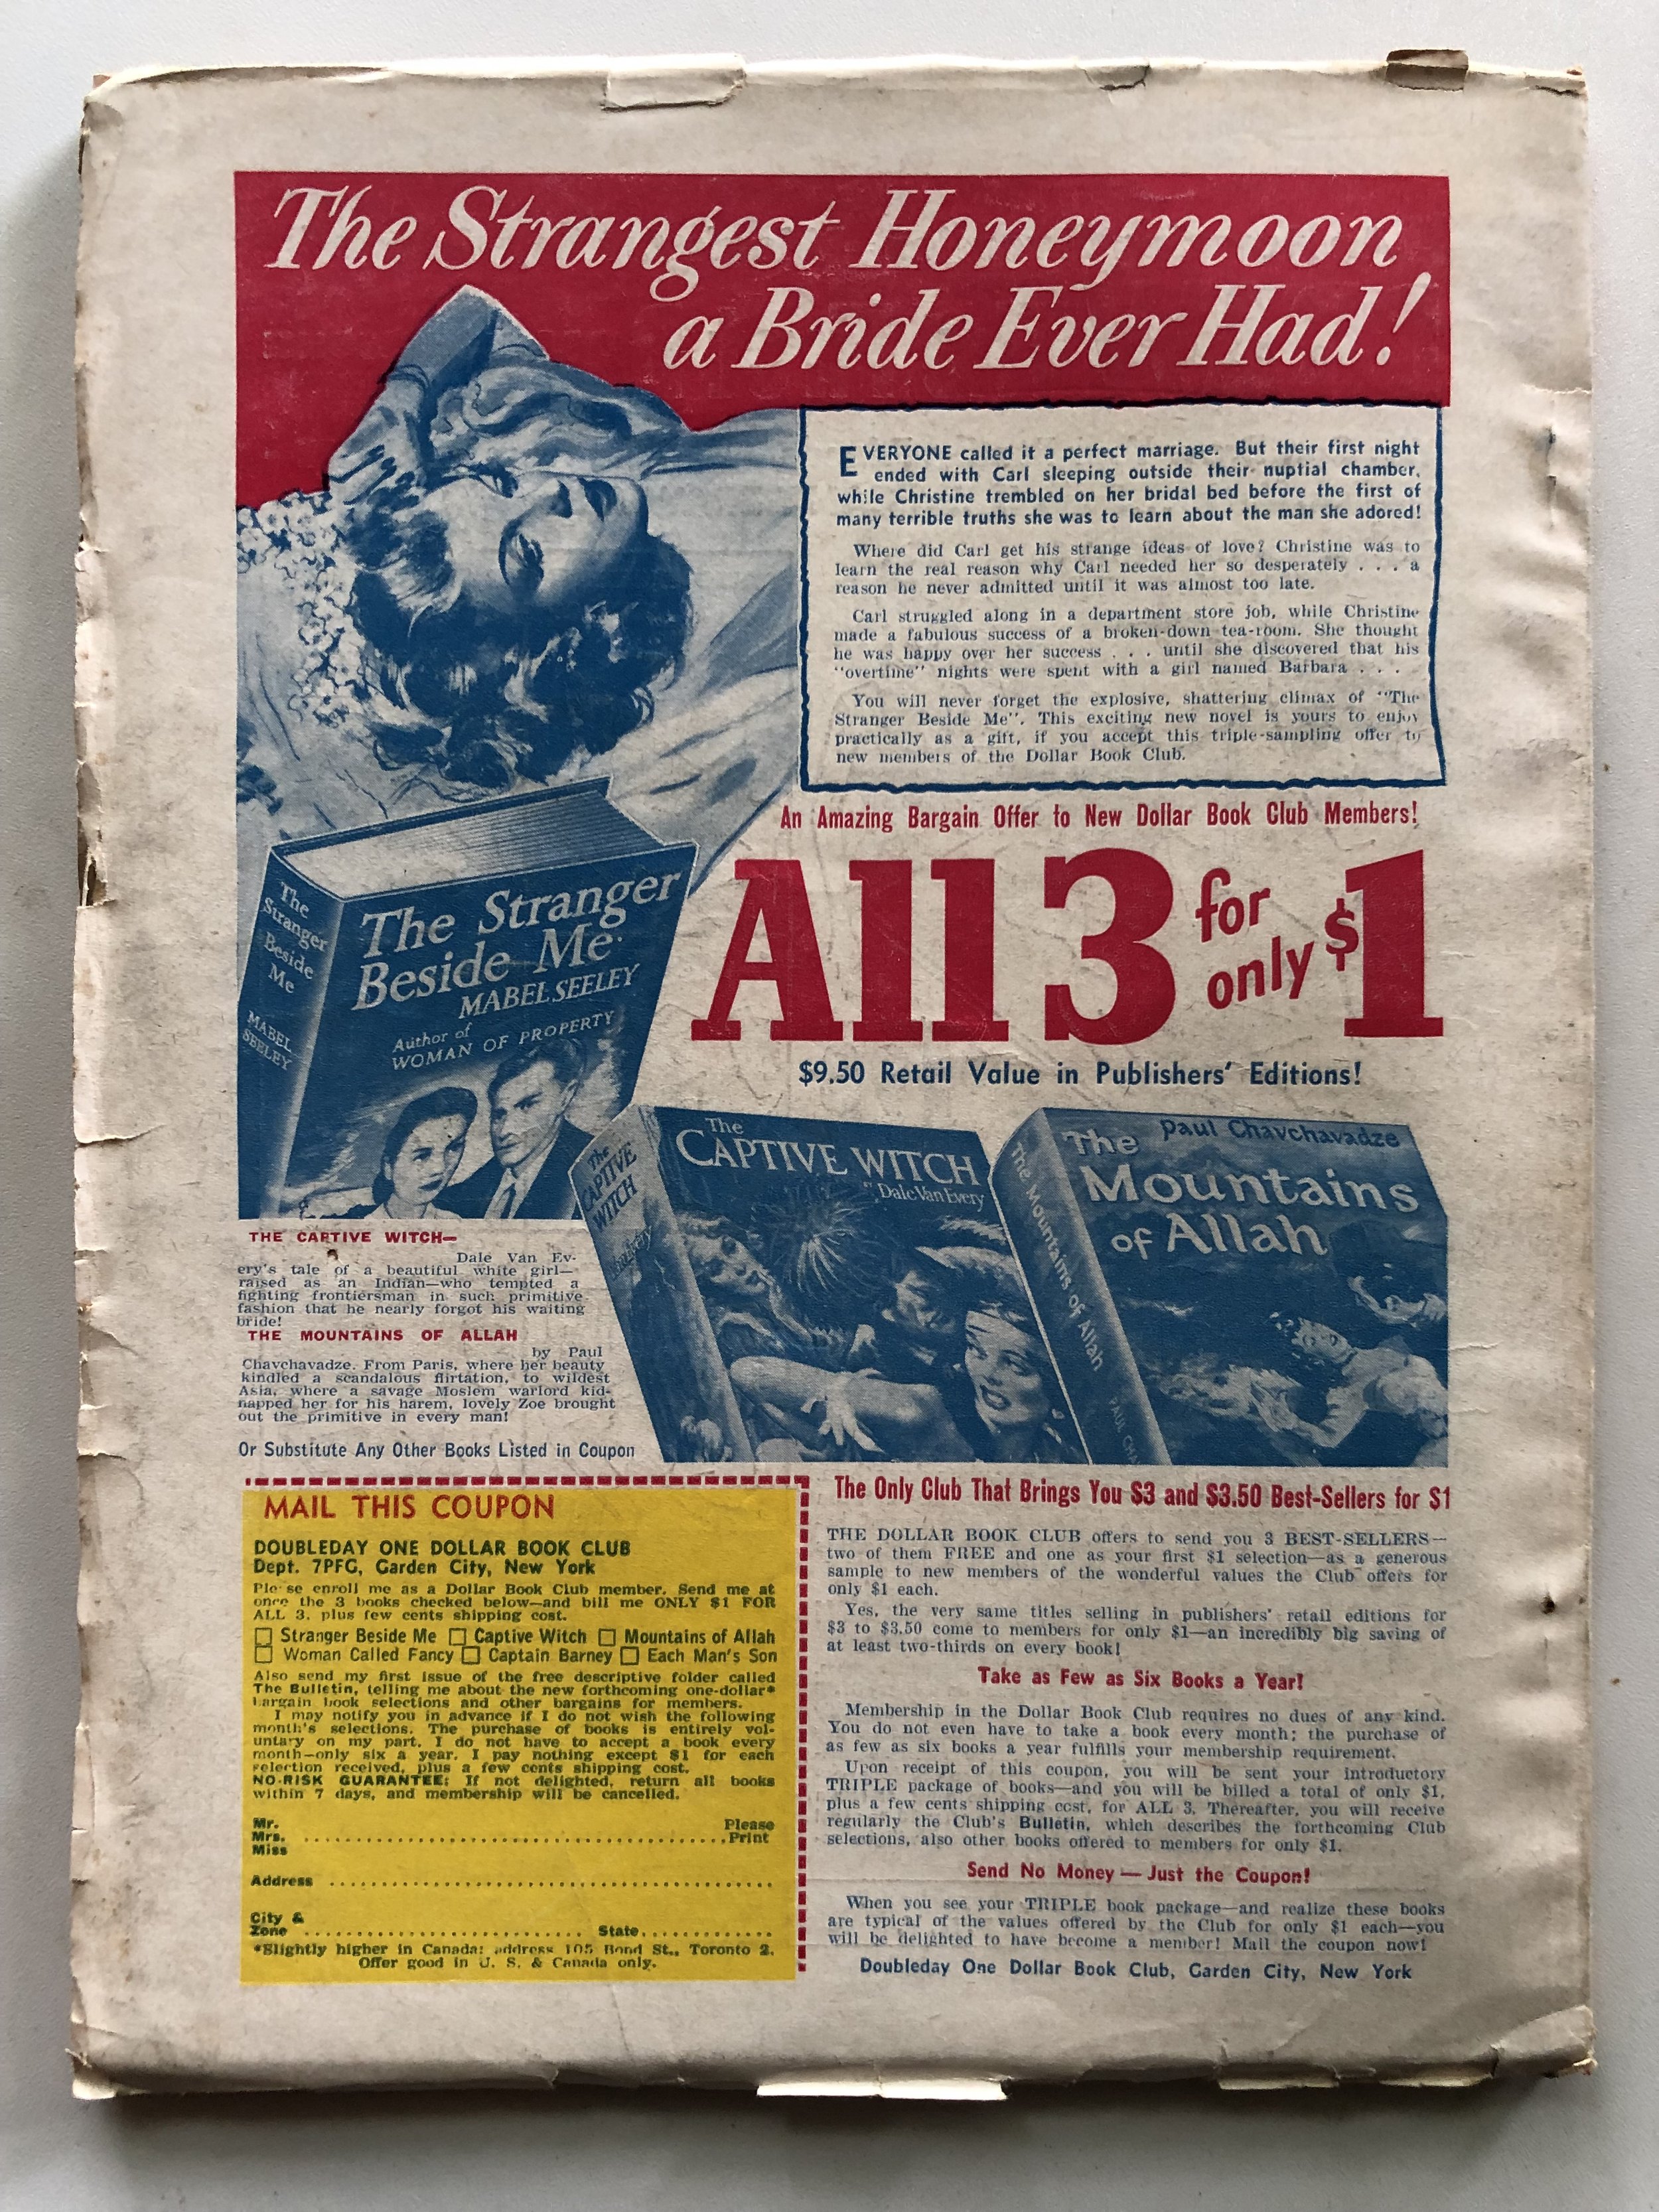 The Strangest Honeymoon
a Bride Ever Had!
EVERYONE called it a perfect marriage. But their first night
ended with Carl sleeping outside their nuptial chamber,
while Christine trembled on her bridal bed before the first of
many terrible truths she was to learn about the man she adored!
Where did Carl get his strange ideas of love? Christine was to
learn the real reason why Carl needed her so desperately . . . a
reason he never admitted until it was almost too late.
Carl struggled along in a department store job, while Christine
made a fabulous success of a broken-down tea-room. She thought
he was happy over her success . . . until she discovered that his
"overtime" nights were spent with a girl named Barbara . . . .
You will never forget the explosive, shattering climax of "The
Stranger Beside Me". This exciting new novel is yours to enjoy
practically as a gift, if you accept this triple-sampling offer to
new members of the Dollar Book Club.
An Amazing Bargain Offer to New Dollar Book Club Members!
All 3 for only $1
$9.50 Retail Value in Publishers' Editions!
The
Stranger
Beside
Me
MABEL
SEELEY
The Stranger
Beside Me
MABEL SEELEY
Author of
WOMAN OF PROPERTY
The
CAPTIVE
WITCH
The
CAPTIVE WITCH
BY Dale Van Every
The Mountains of Allah
Paul Chavchavadze
The
Mountains
of Allah
THE CAPTIVE WITCH—
Dale Van Ev-
ery's tale of a beautiful white girl—
raised as an Indian—who tempted a
fighting frontiersman in such primitive
fashion that he nearly forgot his waiting
bride!
THE MOUNTAINS OF ALLAH
by Paul
Chavchavadze. From Paris, where her beauty
kindled a scandalous flirtation, to wildest
Asia, where a savage Moslem warlord kid-
napped her for his harem, lovely Zoe brought
out the primitive in every man!
Or Substitute Any Other Books Listed in Coupon
MAIL THIS COUPON
DOUBLEDAY ONE DOLLAR BOOK CLUB
Dept. 7PFG, Garden City, New York
Please enroll me as a Dollar Book Club member. Send me at
once the 3 books checked below—and bill me ONLY $1 FOR
ALL 3, plus few cents shipping cost.
☐ Stranger Beside Me ☐ Captive Witch ☐ Mountains of Allah
☐ Woman Called Fancy ☐ Captain Barney ☐ Each Man's Son
Also send my first issue of the free descriptive folder called
The Bulletin, telling me about the new forthcoming one-dollar*
bargain book selections and other bargains for members.
I may notify you in advance if I do not wish the following
month's selections. The purchase of books is entirely vol-
untary on my part. I do not have to accept a book every
month—only six a year. I pay nothing except $1 for each
selection received, plus a few cents shipping cost.
NO-RISK GUARANTEE: If not delighted, return all books
within 7 days, and membership will be cancelled.
Mr. Please
Mrs. ............................................. Print
Miss
Address .............................................
City &
Zone ............................... State.............
*Slightly higher in Canada: address 105 Bond St., Toronto 2.
Offer good in U. S. & Canada only.
The Only Club That Brings You $3 and $3.50 Best-Sellers for $1
THE DOLLAR BOOK CLUB offers to send you 3 BEST-SELLERS—
two of them FREE and one as your first $1 selection—as a generous
sample to new members of the wonderful values the Club offers for
only $1 each.
Yes, the very same titles selling in publishers' retail editions for
$3 to $3.50 come to members for only $1—an incredibly big saving of
at least two-thirds on every book!
Take as Few as Six Books a Year!
Membership in the Dollar Book Club requires no dues of any kind.
You do not even have to take a book every month; the purchase of
as few as six books a year fulfills your membership requirement.
Upon receipt of this coupon, you will be sent your introductory
TRIPLE package of books—and you will be billed a total of only $1,
plus a few cents shipping cost, for ALL 3. Thereafter, you will receive
regularly the Club's Bulletin, which describes the forthcoming Club
selections, also other books offered to members for only $1.
Send No Money — Just the Coupon!
When you see your TRIPLE book package—and realize these books
are typical of the values offered by the Club for only $1 each—you
will be delighted to have become a member! Mail the coupon now!
Doubleday One Dollar Book Club, Garden City, New York